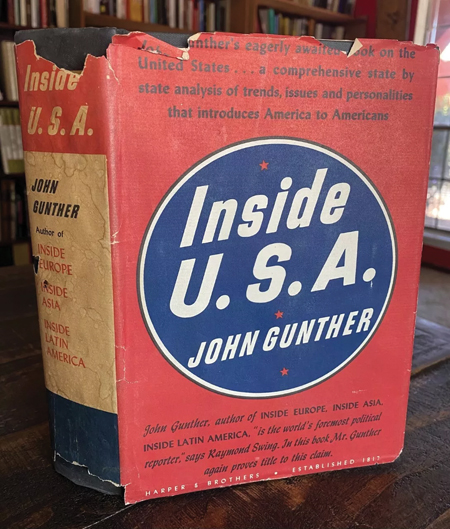 Inside
U.S.A.
JOHN
GUNTHER
Author of
INSIDE
EUROPE
INSIDE
ASIA
INSIDE
LATIN
AMERICA
Gunther's eagerly awaited book on the
United States . . . a comprehensive state by
state analysis of trends, issues and personalities
that introduces America to Americans
Inside
U.S.A.
JOHN GUNTHER
John Gunther, author of INSIDE EUROPE, INSIDE ASIA,
INSIDE LATIN AMERICA, "is the world's foremost political
reporter," says Raymond Swing. In this book, Mr. Gunther
again proves title to this claim.
HARPER & BROTHERS • ESTABLISHED 1817